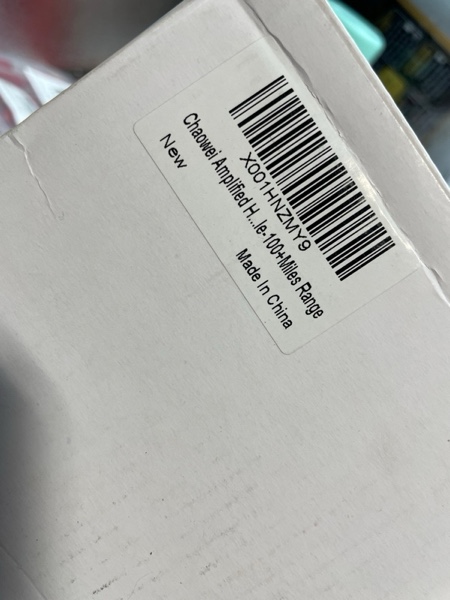 X001HNZMY9
Chaowei Amplified H...le-100+Miles Range
New
Made In China